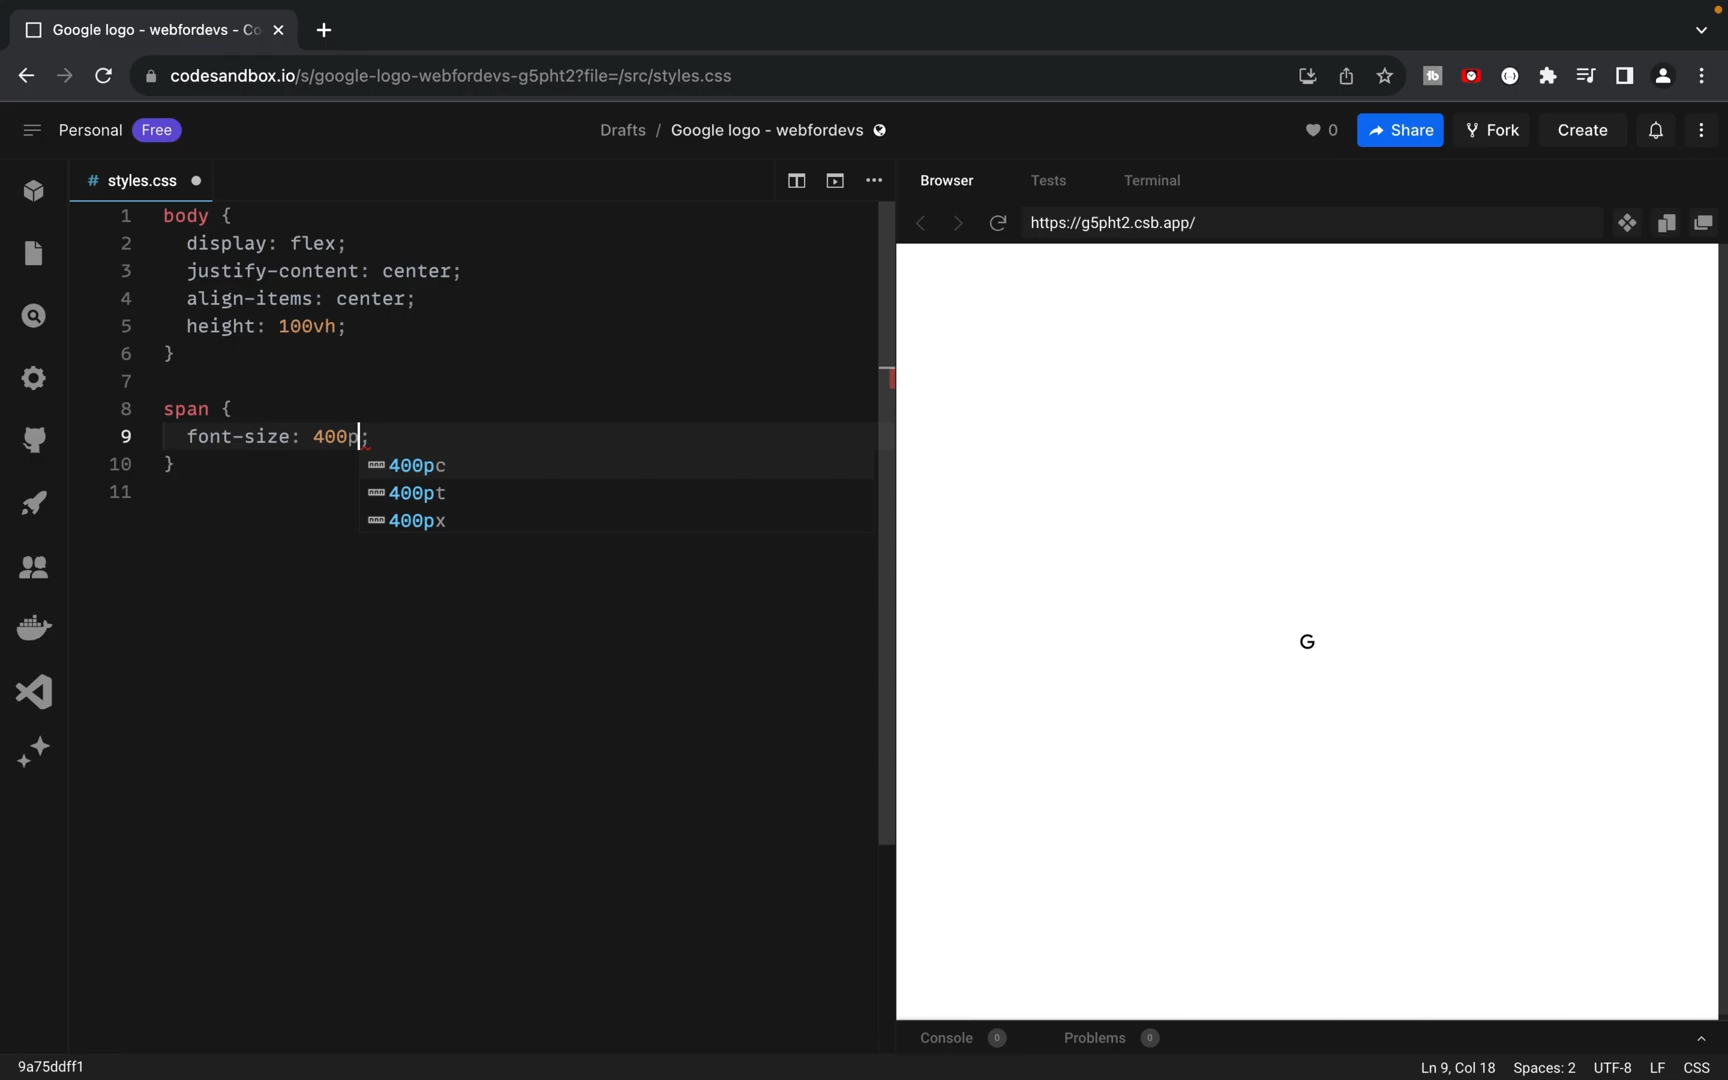 Google logo - webfordevs - Co
codesandbox.io/s/google-logo-webfordevs-g5pht2?file=/src/styles.css
tb
Personal Free
Drafts / Google logo - webfordevs
0
Share
Fork
Create
# styles.css
Browser
Tests
Terminal
https://g5pht2.csb.app/
1 body {
2 display: flex;
3 justify-content: center;
4 align-items: center;
5 height: 100vh;
6 }
7
8 span {
9 font-size: 400p;
10 }
11
400pc
400pt
400px
G
Console 0
Problems 0
9a75ddff1
Ln 9, Col 18
Spaces: 2
UTF-8
LF
CSS